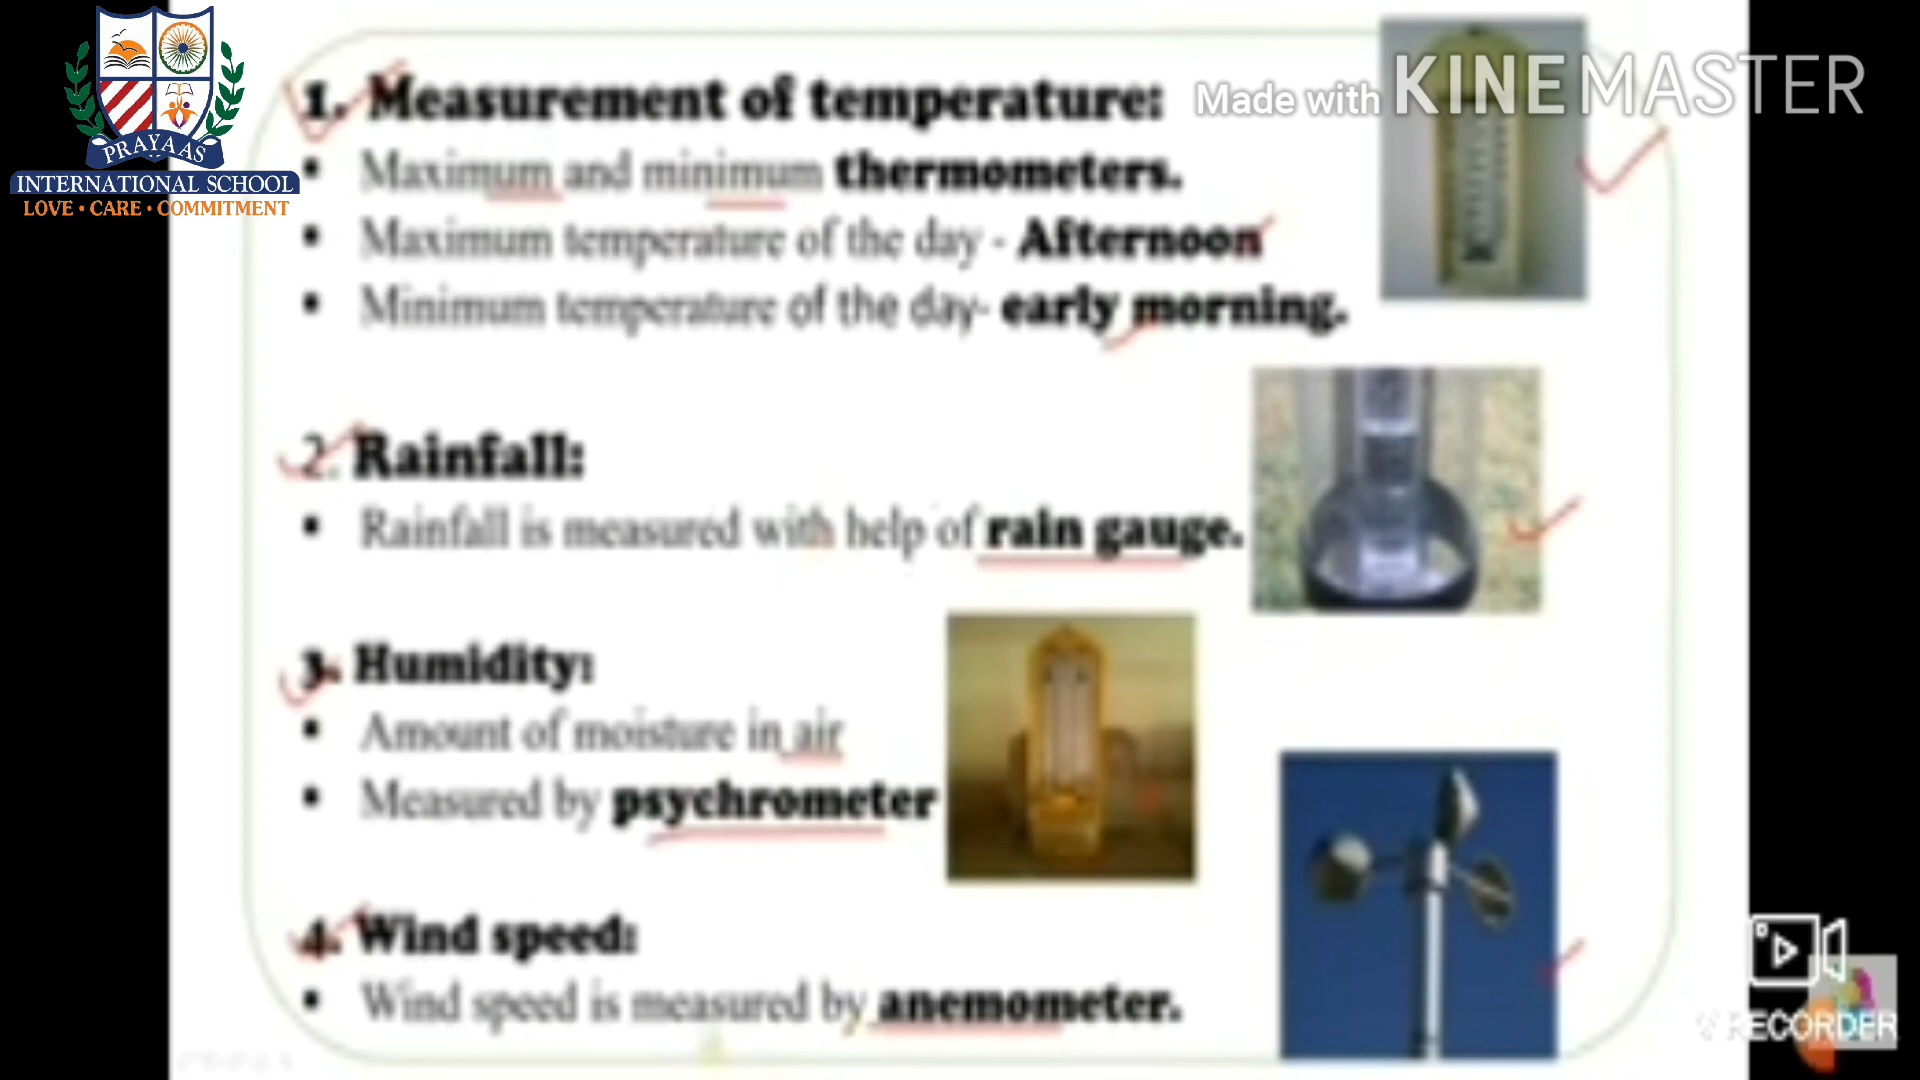 PRAYAAS
INTERNATIONAL SCHOOL
LOVE • CARE • COMMITMENT
Made with KINEMASTER
1. Measurement of temperature:
• Maximum and minimum thermometers.
• Maximum temperature of the day - Afternoon
• Minimum temperature of the day- early morning.
2. Rainfall:
• Rainfall is measured with help of rain gauge.
3. Humidity:
• Amount of moisture in air
• Measured by psychrometer
4. Wind speed:
• Wind speed is measured by anemometer.
RECORDER